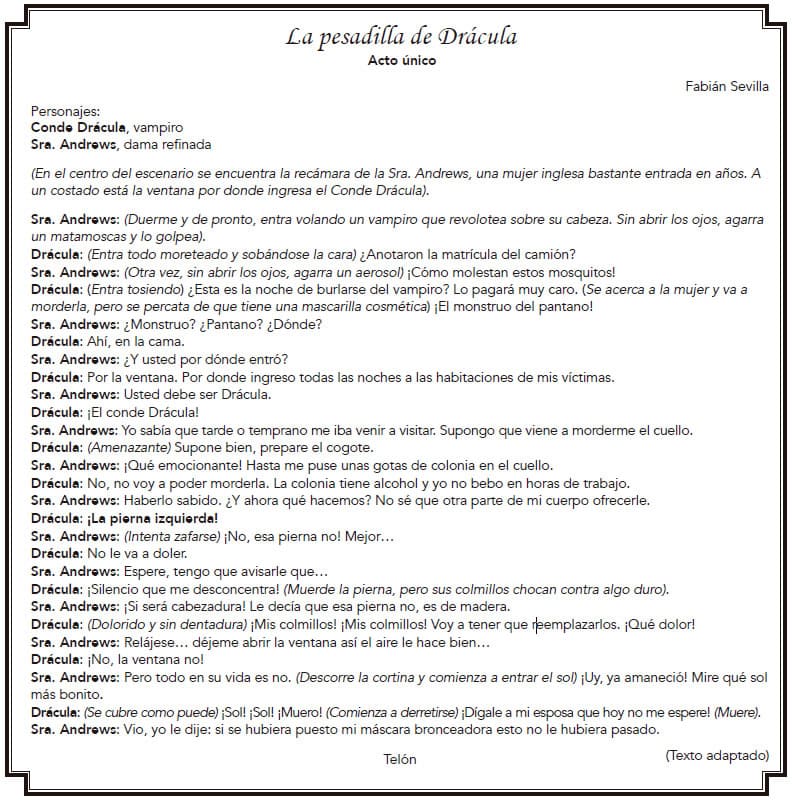 La pesadilla de Drácula
Acto único
Fabián Sevilla
Personajes:
Conde Drácula, vampiro
Sra. Andrews, dama refinada
(En el centro del escenario se encuentra la recámara de la Sra. Andrews, una mujer inglesa bastante entrada en años. A
un costado está la ventana por donde ingresa el Conde Drácula).
Sra. Andrews: (Duerme y de pronto, entra volando un vampiro que revolotea sobre su cabeza. Sin abrir los ojos, agarra
un matamoscas y lo golpea).
Drácula: (Entra todo moreteado y sobándose la cara) ¿Anotaron la matrícula del camión?
Sra. Andrews: (Otra vez, sin abrir los ojos, agarra un aerosol) ¡Cómo molestan estos mosquitos!
Drácula: (Entra tosiendo) ¿Esta es la noche de burlarse del vampiro? Lo pagará muy caro. (Se acerca a la mujer y va a
morderla, pero se percata de que tiene una mascarilla cosmética) ¡El monstruo del pantano!
Sra. Andrews: ¿Monstruo? ¿Pantano? ¿Dónde?
Drácula: Ahí, en la cama.
Sra. Andrews: ¿Y usted por dónde entró?
Drácula: Por la ventana. Por donde ingreso todas las noches a las habitaciones de mis víctimas.
Sra. Andrews: Usted debe ser Drácula.
Drácula: ¡El conde Drácula!
Sra. Andrews: Yo sabía que tarde o temprano me iba venir a visitar. Supongo que viene a morderme el cuello.
Drácula: (Amenazante) Supone bien, prepare el cogote.
Sra. Andrews: ¡Qué emocionante! Hasta me puse unas gotas de colonia en el cuello.
Drácula: No, no voy a poder morderla. La colonia tiene alcohol y yo no bebo en horas de trabajo.
Sra. Andrews: Haberlo sabido. ¿Y ahora qué hacemos? No sé que otra parte de mi cuerpo ofrecerle.
Drácula: ¡La pierna izquierda!
Sra. Andrews: (Intenta zafarse) ¡No, esa pierna no! Mejor…
Drácula: No le va a doler.
Sra. Andrews: Espere, tengo que avisarle que…
Drácula: ¡Silencio que me desconcentra! (Muerde la pierna, pero sus colmillos chocan contra algo duro).
Sra. Andrews: ¡Si será cabezadura! Le decía que esa pierna no, es de madera.
Drácula: (Dolorido y sin dentadura) ¡Mis colmillos! ¡Mis colmillos! Voy a tener que reemplazarlos. ¡Qué dolor!
Sra. Andrews: Relájese… déjeme abrir la ventana así el aire le hace bien…
Drácula: ¡No, la ventana no!
Sra. Andrews: Pero todo en su vida es no. (Descorre la cortina y comienza a entrar el sol) ¡Uy, ya amaneció! Mire qué sol
más bonito.
Drácula: (Se cubre como puede) ¡Sol! ¡Sol! ¡Muero! (Comienza a derretirse) ¡Dígale a mi esposa que hoy no me espere! (Muere).
Sra. Andrews: Vio, yo le dije: si se hubiera puesto mi máscara bronceadora esto no le hubiera pasado.
Telón
(Texto adaptado)